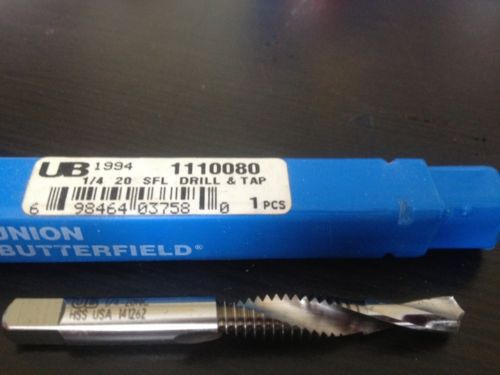 UB 1994 1110080
1/4 20 SFL DRILL & TAP
6 98464 03758 0 1 PCS
UNION
BUTTERFIELD®
HSS USA 141262